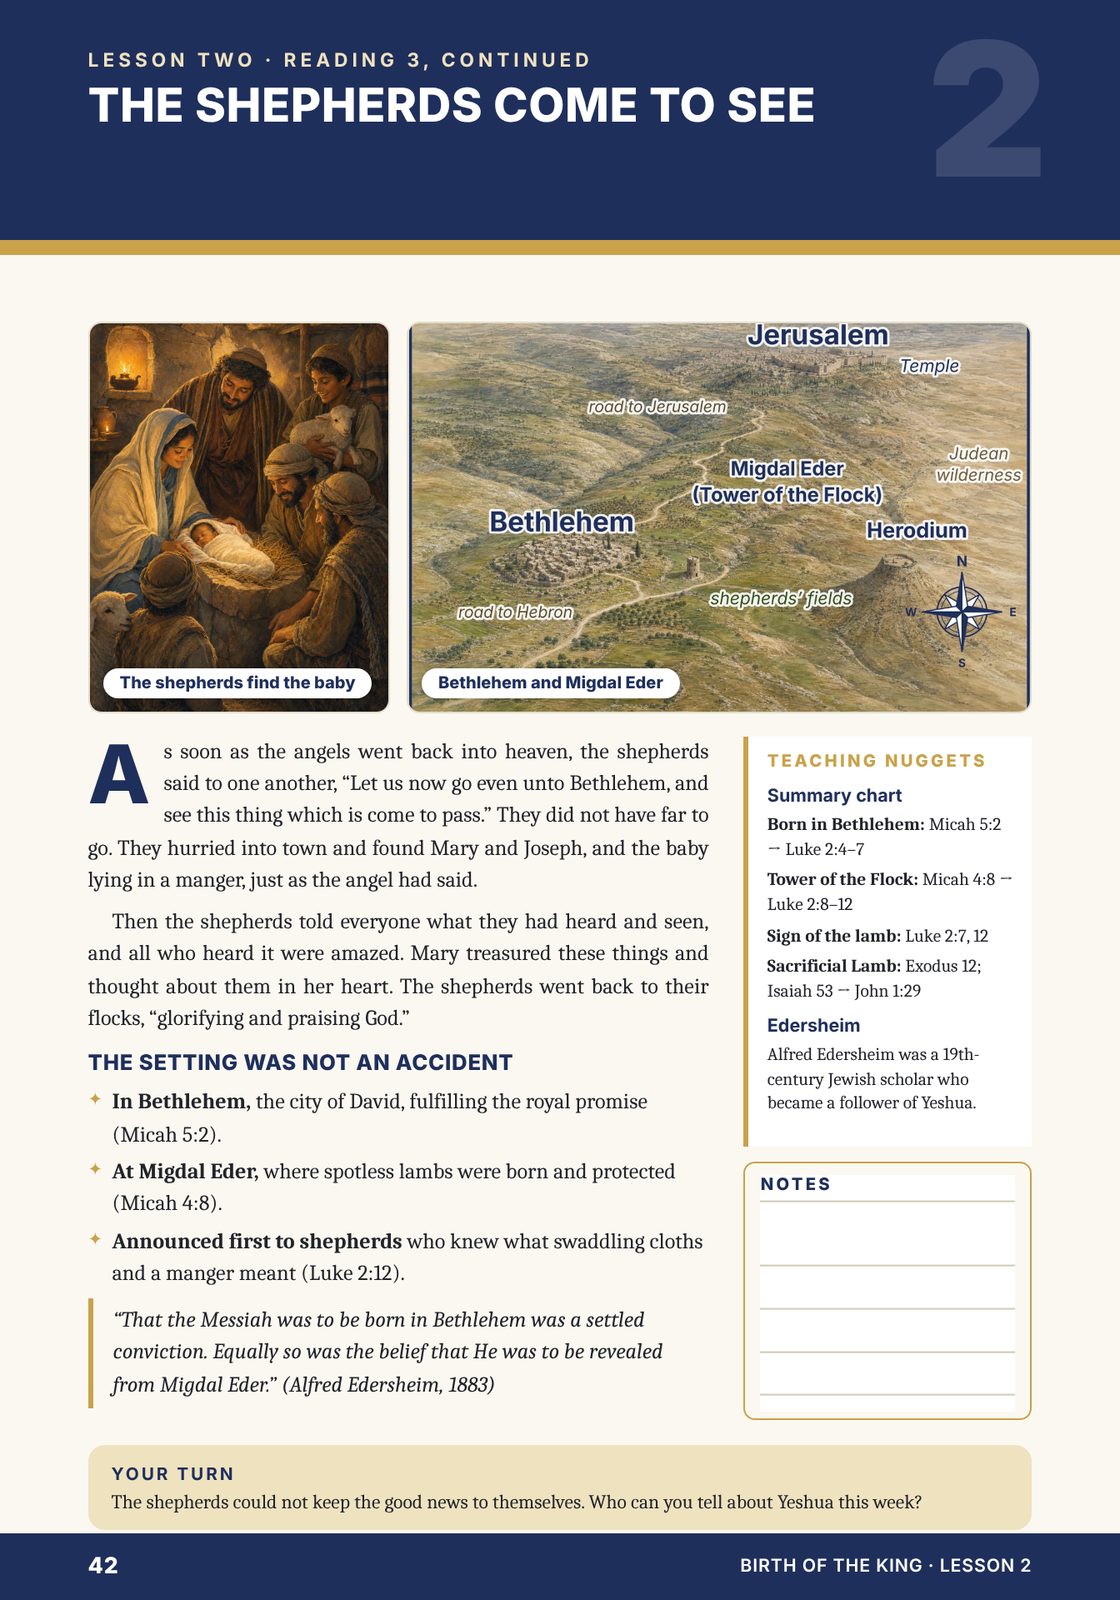 LESSON TWO · READING 3, CONTINUED
THE SHEPHERDS COME TO SEE
2
The shepherds find the baby
Jerusalem
Temple
road to Jerusalem
Judean
wilderness
Migdal Eder
(Tower of the Flock)
Bethlehem
Herodium
N
W
E
S
shepherds’ fields
road to Hebron
Bethlehem and Migdal Eder
As soon as the angels went back into heaven, the shepherds
said to one another, “Let us now go even unto Bethlehem, and
see this thing which is come to pass.” They did not have far to
go. They hurried into town and found Mary and Joseph, and the baby
lying in a manger, just as the angel had said.
Then the shepherds told everyone what they had heard and seen,
and all who heard it were amazed. Mary treasured these things and
thought about them in her heart. The shepherds went back to their
flocks, “glorifying and praising God.”
THE SETTING WAS NOT AN ACCIDENT
✦ In Bethlehem, the city of David, fulfilling the royal promise
(Micah 5:2).
✦ At Migdal Eder, where spotless lambs were born and protected
(Micah 4:8).
✦ Announced first to shepherds who knew what swaddling cloths
and a manger meant (Luke 2:12).
“That the Messiah was to be born in Bethlehem was a settled
conviction. Equally so was the belief that He was to be revealed
from Migdal Eder.” (Alfred Edersheim, 1883)
TEACHING NUGGETS
Summary chart
Born in Bethlehem: Micah 5:2
→ Luke 2:4–7
Tower of the Flock: Micah 4:8 →
Luke 2:8–12
Sign of the lamb: Luke 2:7, 12
Sacrificial Lamb: Exodus 12;
Isaiah 53 → John 1:29
Edersheim
Alfred Edersheim was a 19th-
century Jewish scholar who
became a follower of Yeshua.
NOTES
YOUR TURN
The shepherds could not keep the good news to themselves. Who can you tell about Yeshua this week?
42
BIRTH OF THE KING · LESSON 2